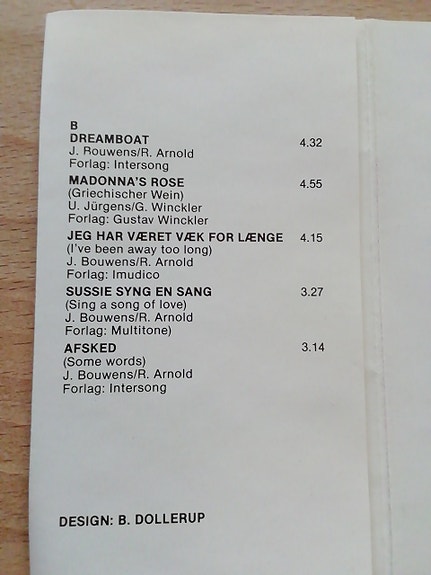 B
DREAMBOAT 4.32
J. Rouwens/R. Arnold
Forlag: Intersong
MADONNA'S ROSE 4.55
(Griechischer Wein)
U. Jürgens/G. Winckler
Forlag: Gustav Winckler
JEG HAR VÆRET VÆK FOR LÆNGE 4.15
(I've been away too long)
J. Bouwens/R. Arnold
Forlag: Imudico
SUSSIE SYNG EN SANG 3.27
(Sing a song of love)
J. Bouwens/R. Arnold
Forlag: Multitone)
AFSKED 3.14
(Some words)
J. Bouwens/R. Arnold
Forlag: Intersong
DESIGN: B. DOLLERUP